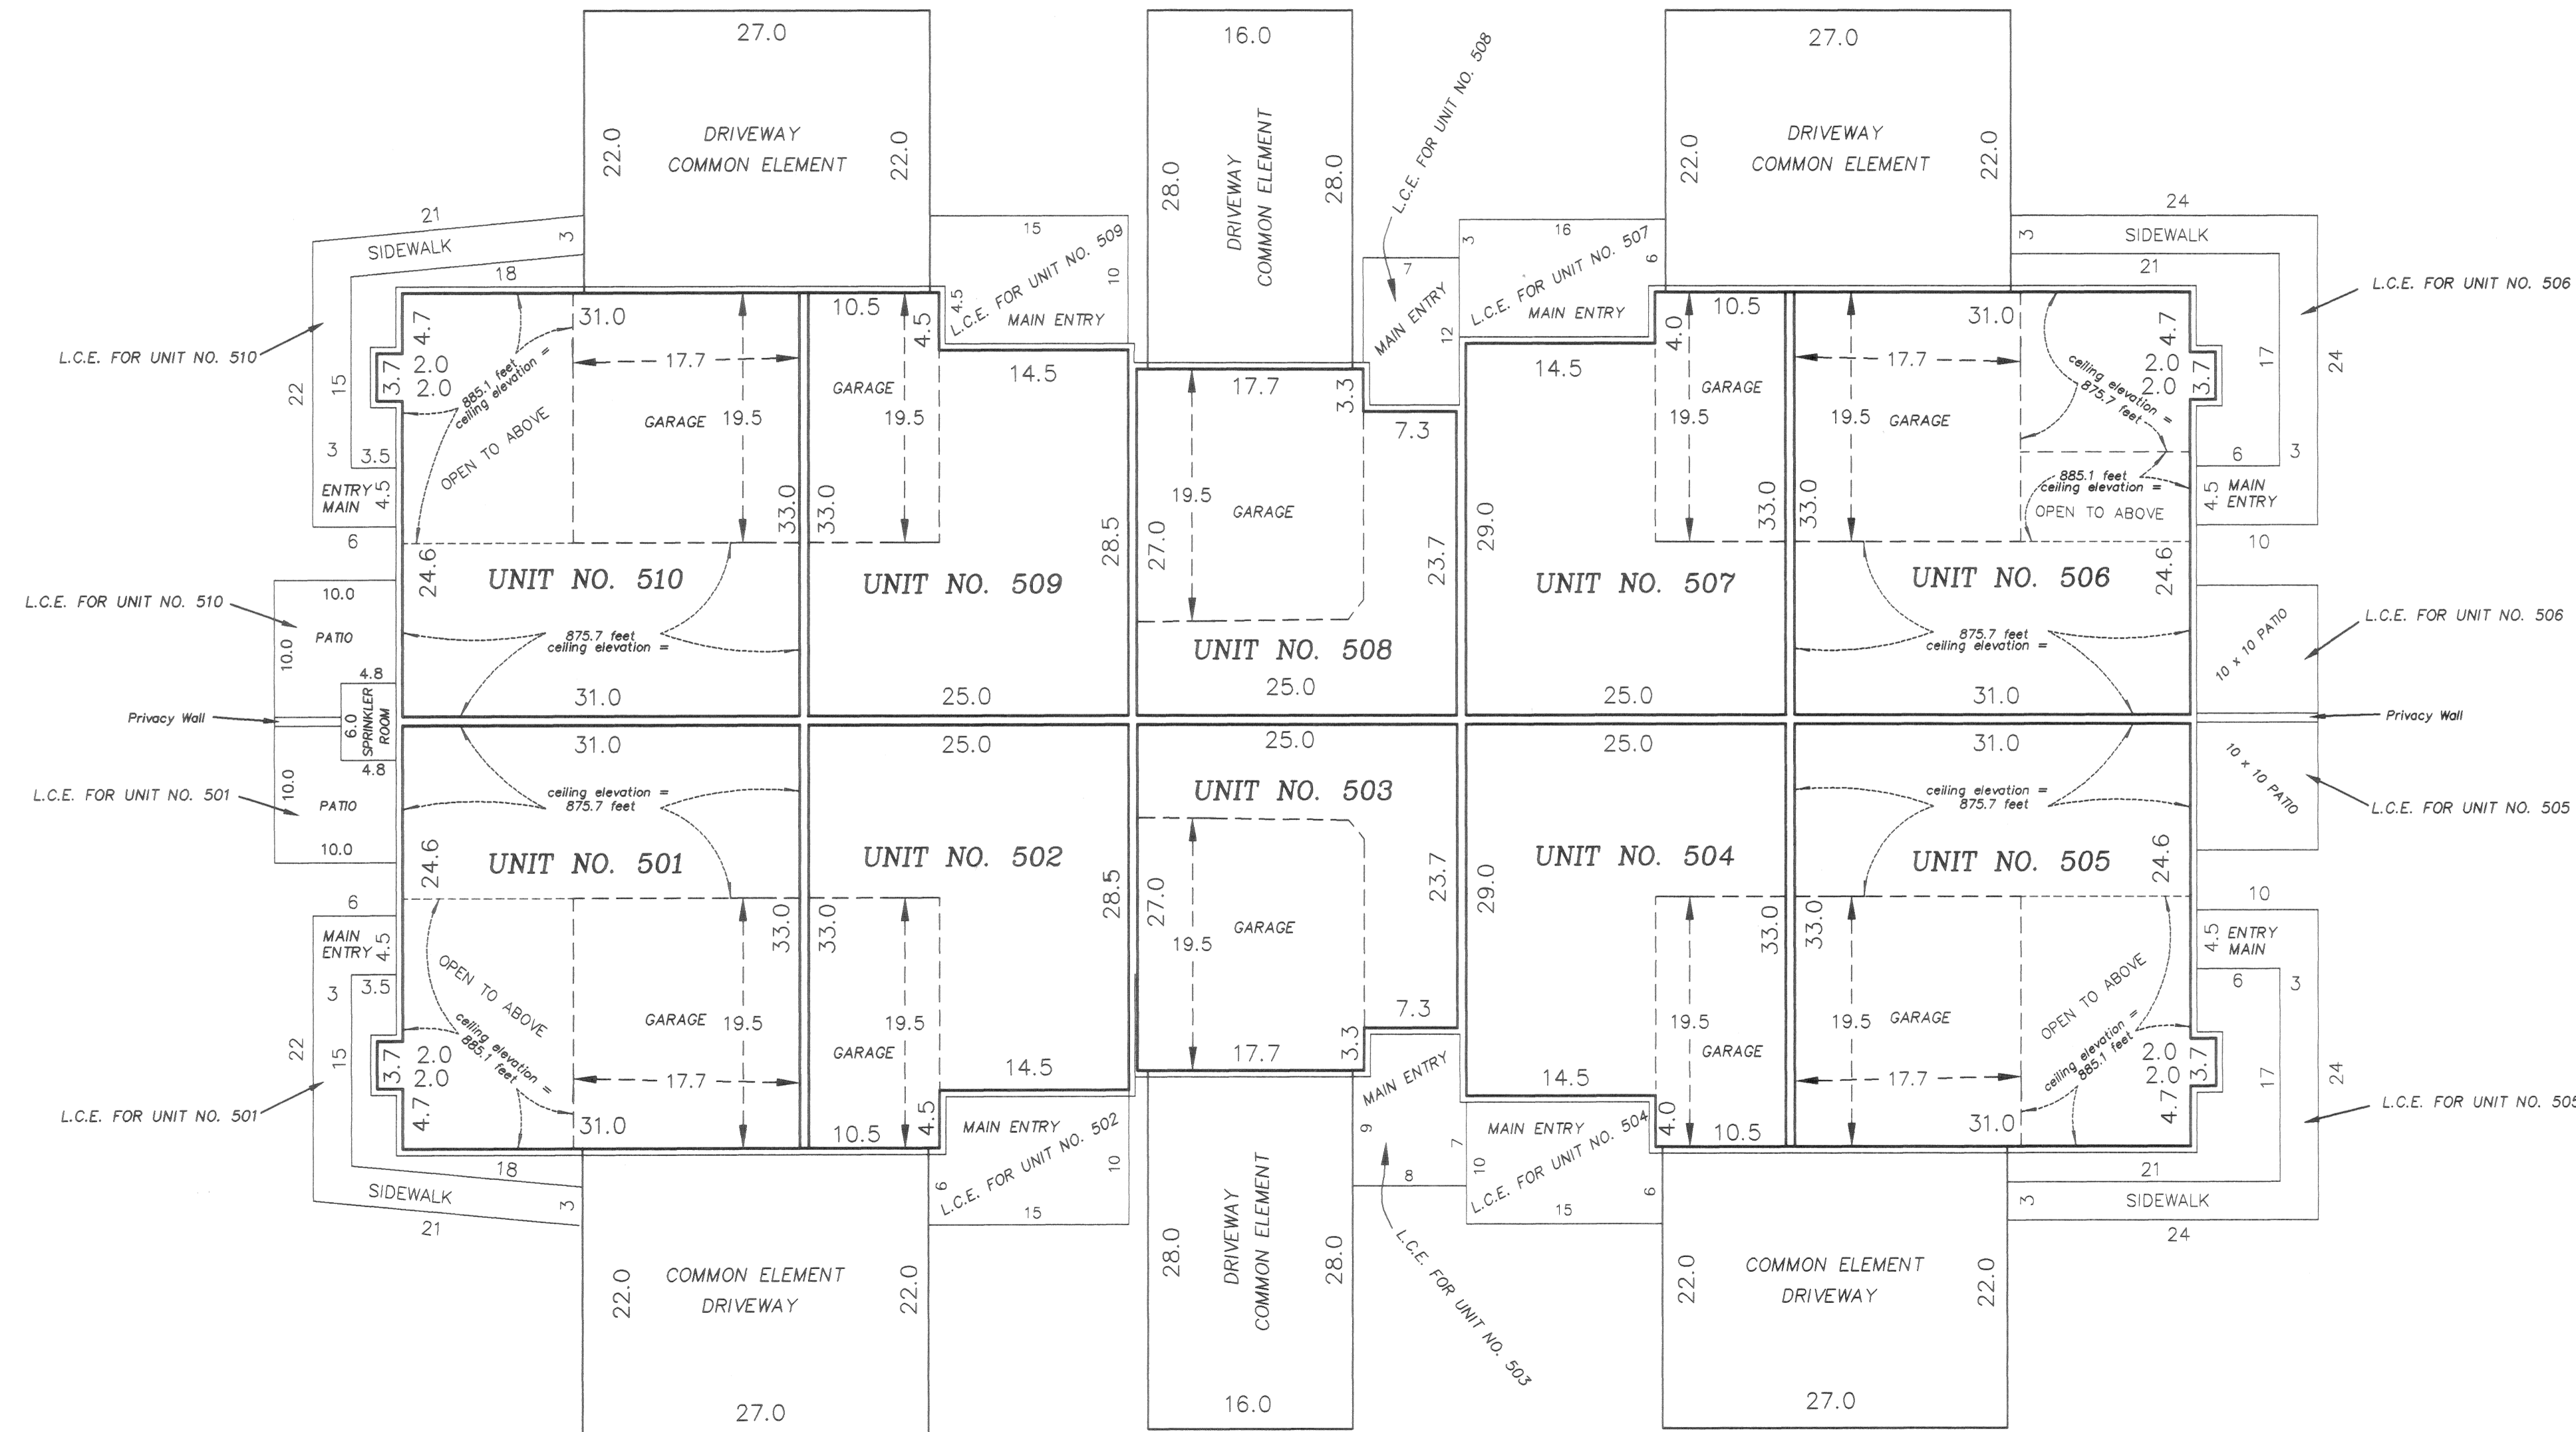 27.0
22.0
DRIVEWAY
COMMON ELEMENT
22.0
16.0
28.0
DRIVEWAY
COMMON ELEMENT
28.0
27.0
22.0
DRIVEWAY
COMMON ELEMENT
22.0
21
SIDEWALK
3
18
L.C.E. FOR UNIT NO. 510
22
15
3
3.5
ENTRY
MAIN
4.5
6
15
L.C.E. FOR UNIT NO. 509
4.5
MAIN ENTRY
10
L.C.E. FOR UNIT NO. 508
7
MAIN ENTRY
12
3
16
L.C.E. FOR UNIT NO. 507
6
MAIN ENTRY
24
3
SIDEWALK
21
L.C.E. FOR UNIT NO. 506
17
24
6
3
4.5
MAIN
ENTRY
10
31.0
4.7
2.0
2.0
3.7
885.1 feet
ceiling elevation =
OPEN TO ABOVE
17.7
GARAGE
19.5
33.0
24.6
UNIT NO. 510
875.7 feet
ceiling elevation =
31.0
10.5
4.5
GARAGE
19.5
14.5
33.0
28.5
UNIT NO. 509
25.0
17.7
3.3
7.3
19.5
GARAGE
27.0
23.7
UNIT NO. 508
25.0
10.5
4.0
14.5
GARAGE
19.5
29.0
33.0
UNIT NO. 507
25.0
31.0
4.7
17.7
2.0
2.0
3.7
ceiling elevation =
875.7 feet
19.5
GARAGE
885.1 feet
ceiling elevation =
OPEN TO ABOVE
33.0
24.6
UNIT NO. 506
875.7 feet
ceiling elevation =
31.0
L.C.E. FOR UNIT NO. 510
10.0
PATIO
10.0
4.8
Privacy Wall
6.0
SPRINKLER
ROOM
4.8
10.0
PATIO
10.0
L.C.E. FOR UNIT NO. 501
L.C.E. FOR UNIT NO. 506
10 x 10 PATIO
Privacy Wall
10 x 10 PATIO
L.C.E. FOR UNIT NO. 505
31.0
ceiling elevation =
875.7 feet
24.6
UNIT NO. 501
33.0
OPEN TO ABOVE
ceiling elevation =
885.1 feet
GARAGE
19.5
2.0
2.0
3.7
17.7
4.7
31.0
25.0
UNIT NO. 502
28.5
33.0
19.5
GARAGE
14.5
4.5
10.5
25.0
UNIT NO. 503
27.0
23.7
19.5
GARAGE
7.3
3.3
17.7
25.0
UNIT NO. 504
29.0
33.0
19.5
GARAGE
14.5
4.0
10.5
31.0
ceiling elevation =
875.7 feet
UNIT NO. 505
24.6
33.0
19.5
GARAGE
OPEN TO ABOVE
ceiling elevation =
885.1 feet
2.0
2.0
3.7
17.7
4.7
31.0
6
MAIN
ENTRY
4.5
3
3.5
22
15
L.C.E. FOR UNIT NO. 501
18
SIDEWALK
3
21
MAIN ENTRY
L.C.E. FOR UNIT NO. 502
6
10
15
MAIN ENTRY
9
7
8
L.C.E. FOR UNIT NO. 503
MAIN ENTRY
L.C.E. FOR UNIT NO. 504
10
6
15
10
4.5
ENTRY
MAIN
6
3
17
24
L.C.E. FOR UNIT NO. 505
21
3
SIDEWALK
24
22.0
COMMON ELEMENT
DRIVEWAY
22.0
27.0
28.0
DRIVEWAY
COMMON ELEMENT
28.0
16.0
22.0
COMMON ELEMENT
DRIVEWAY
22.0
27.0